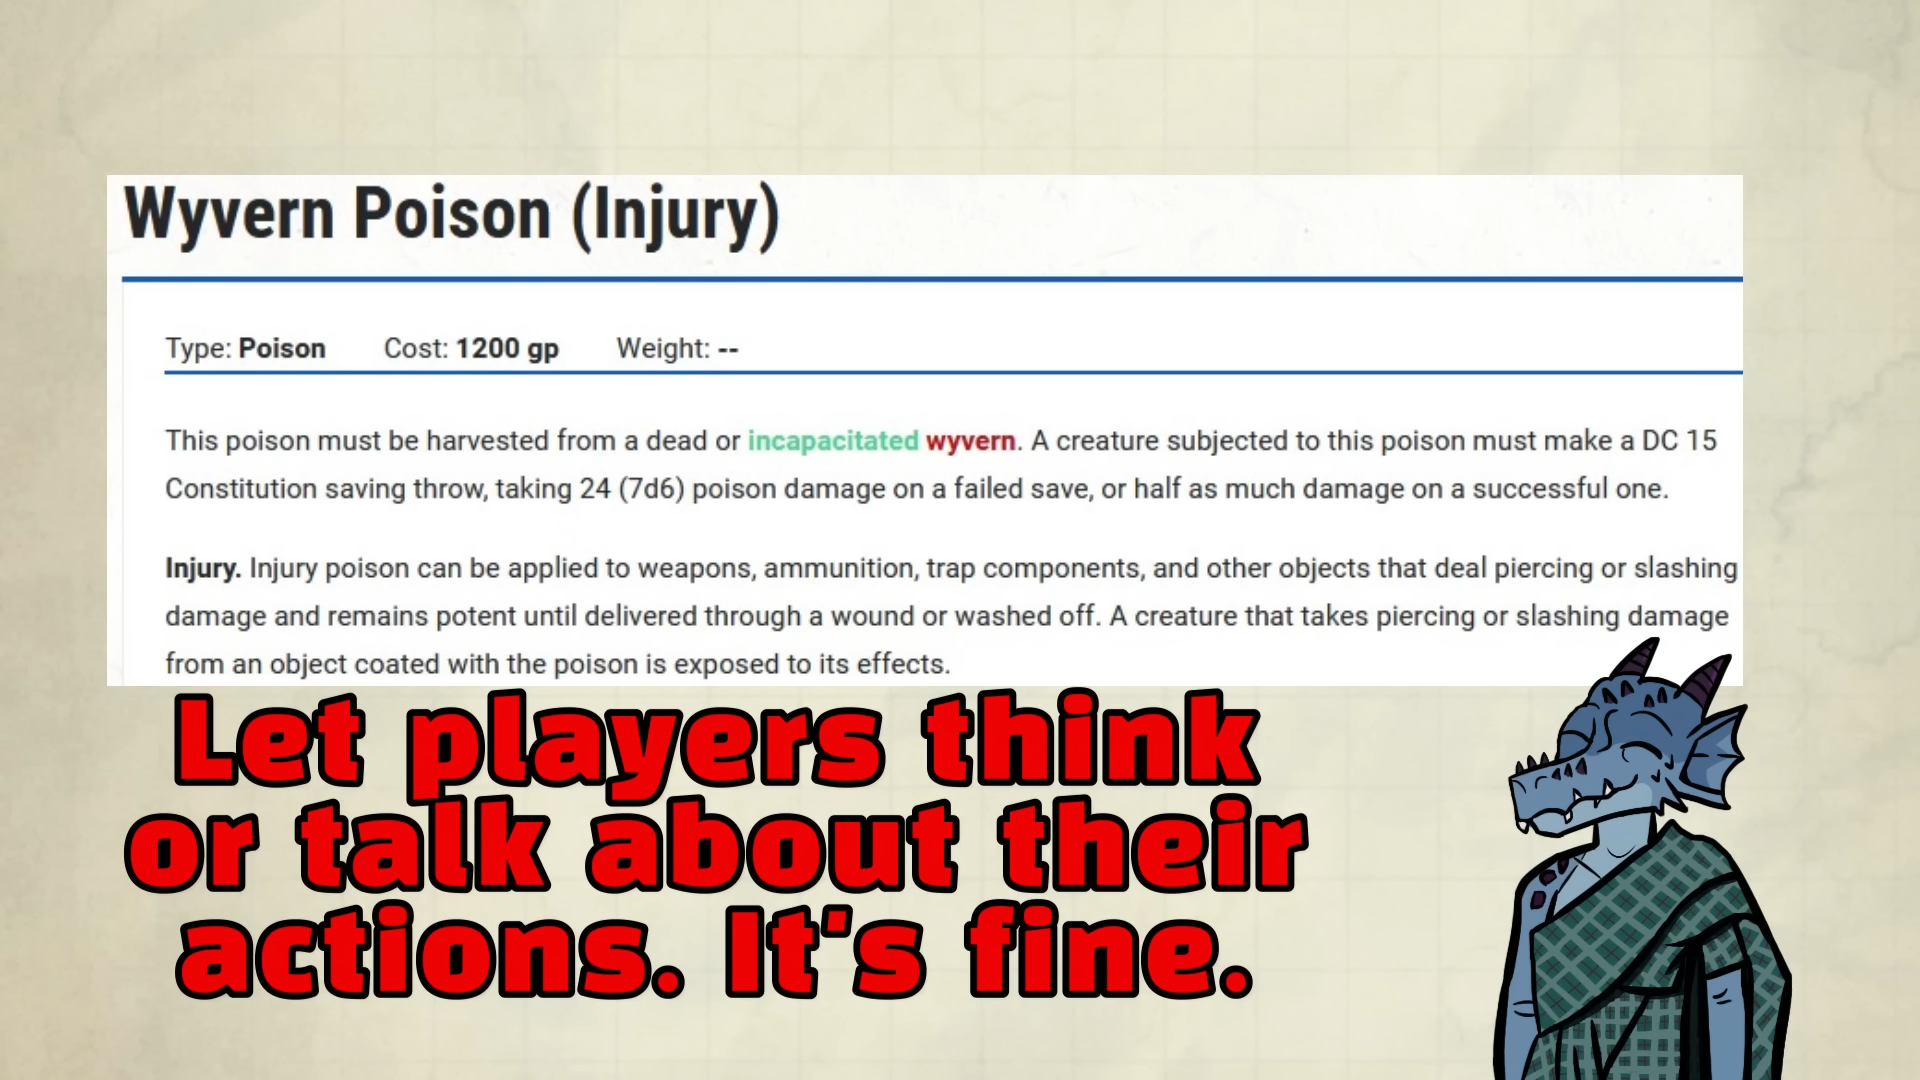 Wyvern Poison (Injury)
Type: Poison Cost: 1200 gp Weight: --
This poison must be harvested from a dead or incapacitated wyvern. A creature subjected to this poison must make a DC 15
Constitution saving throw, taking 24 (7d6) poison damage on a failed save, or half as much damage on a successful one.
Injury. Injury poison can be applied to weapons, ammunition, trap components, and other objects that deal piercing or slashing
damage and remains potent until delivered through a wound or washed off. A creature that takes piercing or slashing damage
from an object coated with the poison is exposed to its effects.
Let players think
or talk about their
actions. It's fine.